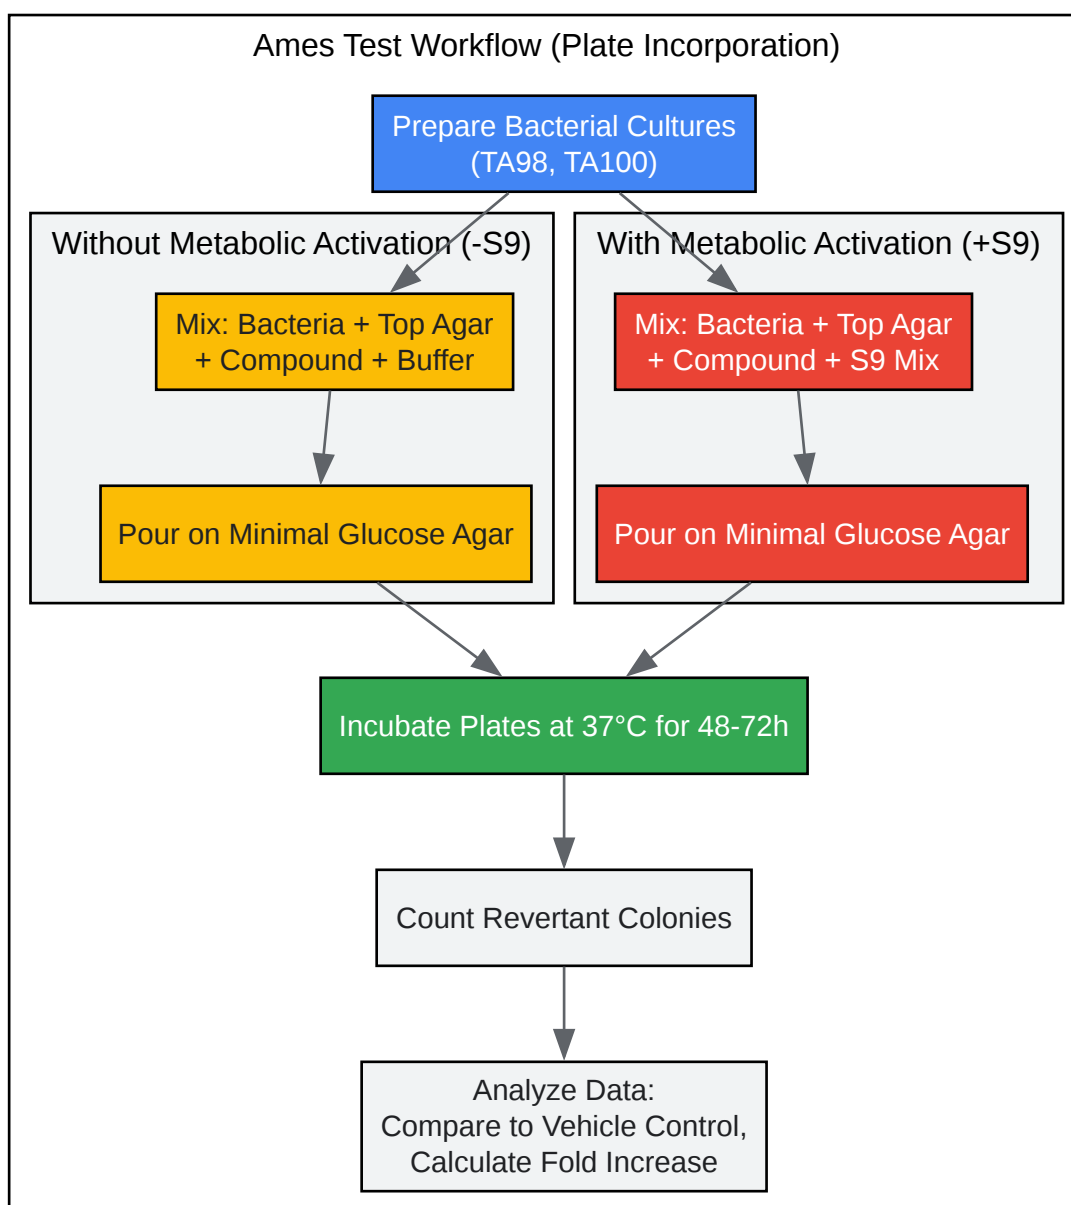 Ames Test Workflow (Plate Incorporation)
Prepare Bacterial Cultures
(TA98, TA100)
Without Metabolic Activation (-S9)
Mix: Bacteria + Top Agar
+ Compound + Buffer
Pour on Minimal Glucose Agar
With Metabolic Activation (+S9)
Mix: Bacteria + Top Agar
+ Compound + S9 Mix
Pour on Minimal Glucose Agar
Incubate Plates at 37°C for 48-72h
Count Revertant Colonies
Analyze Data:
Compare to Vehicle Control,
Calculate Fold Increase